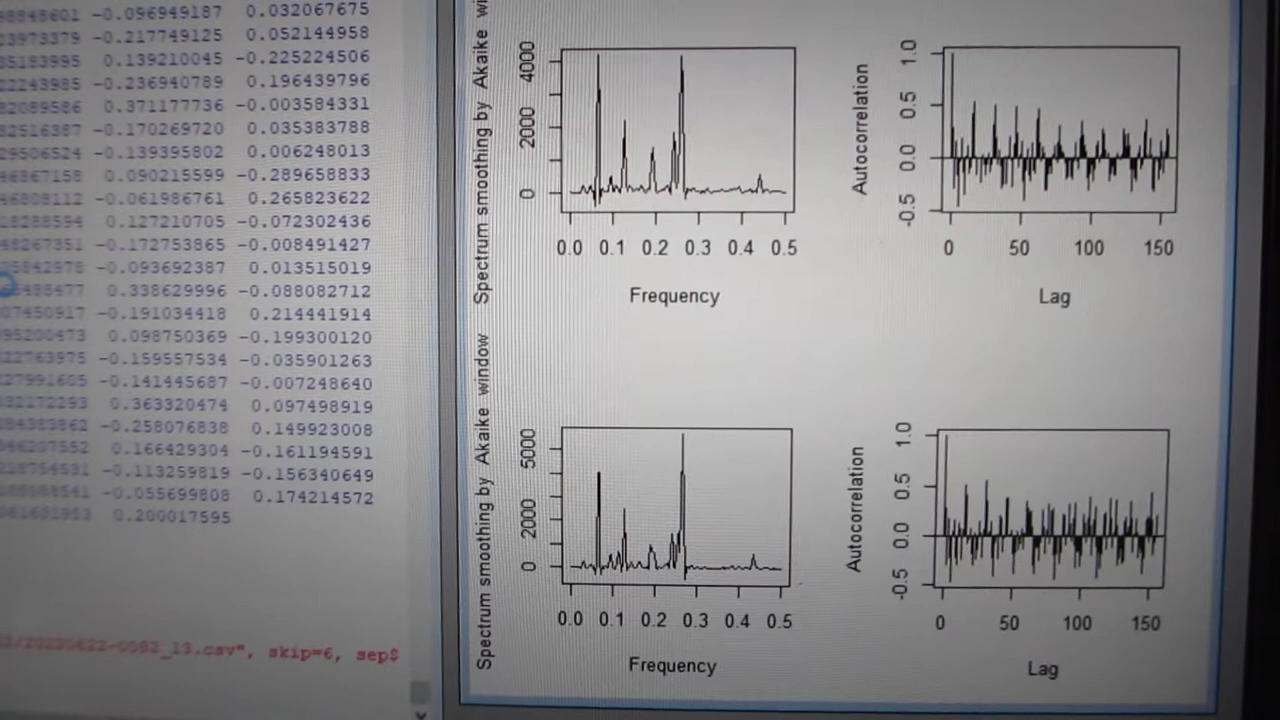 -0.096949187 0.032067675
-0.217749125 0.052144958
0.139210045 -0.225224506
-0.236940789 0.196439796
0.371177736 -0.003584331
-0.170269720 0.035383788
-0.139395802 0.006248013
0.090215599 -0.289658833
-0.061986761 0.265823622
0.127210705 -0.072302436
-0.172753865 -0.008491427
-0.093692387 0.013515019
0.338629996 -0.088082712
-0.191034418 0.214441914
0.098750369 -0.199300120
-0.159557534 -0.035901263
-0.141445687 -0.007248640
0.363320474 0.097498919
-0.258076838 0.149923008
0.166429304 -0.161194591
-0.113259819 -0.156340649
-0.055699808 0.174214572
0.200017595
_13.csv", skip=6, sep$
Spectrum smoothing by Akaike wi
4000
2000
0
0.0 0.1 0.2 0.3 0.4 0.5
Frequency
Autocorrelation
1.0
0.5
0.0
-0.5
0 50 100 150
Lag
Spectrum smoothing by Akaike window
5000
2000
0
0.0 0.1 0.2 0.3 0.4 0.5
Frequency
Autocorrelation
1.0
0.5
0.0
-0.5
0 50 100 150
Lag